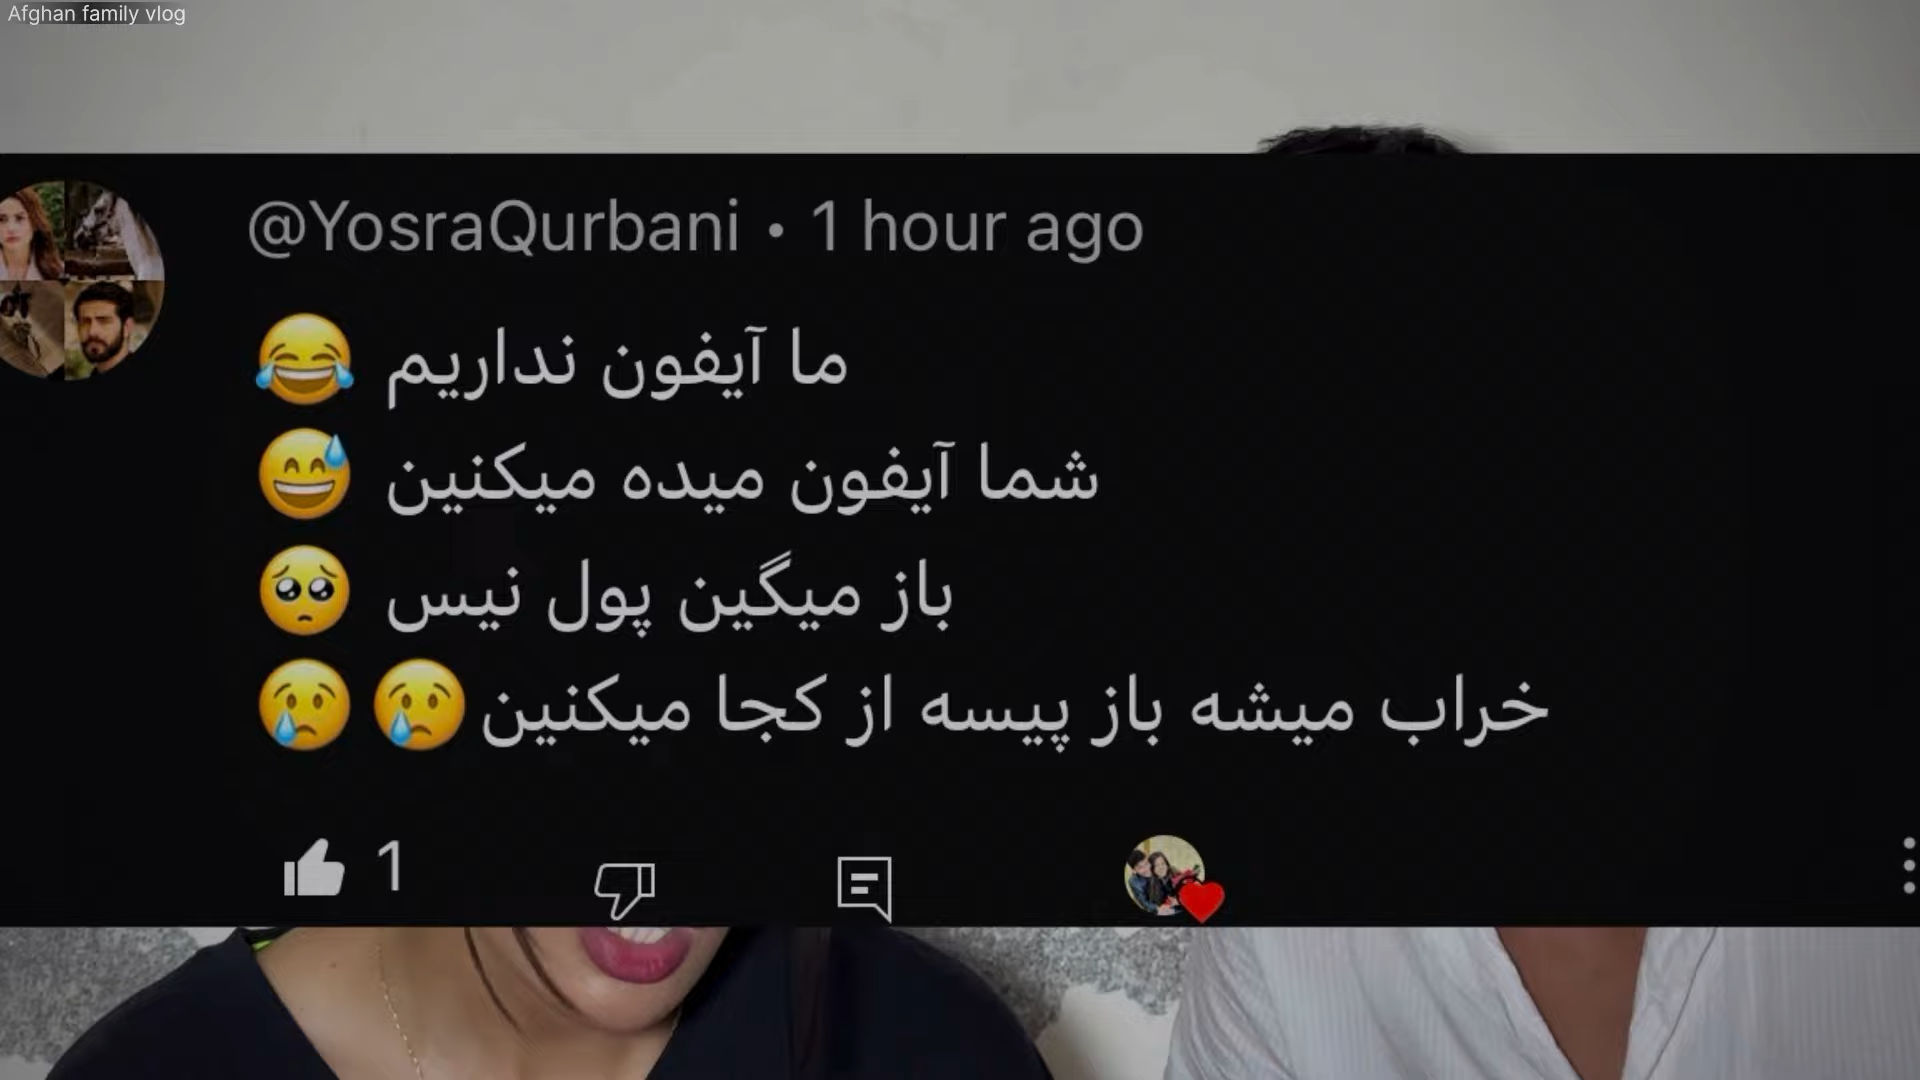 Afghan family vlog
@YosraQurbani • 1 hour ago
ما آیفون نداریم 😂
شما آیفون میده میکنین 😅
باز میگین پول نیس 🥺
خراب میشه باز پیسه از کجا میکنین 😢😢
1